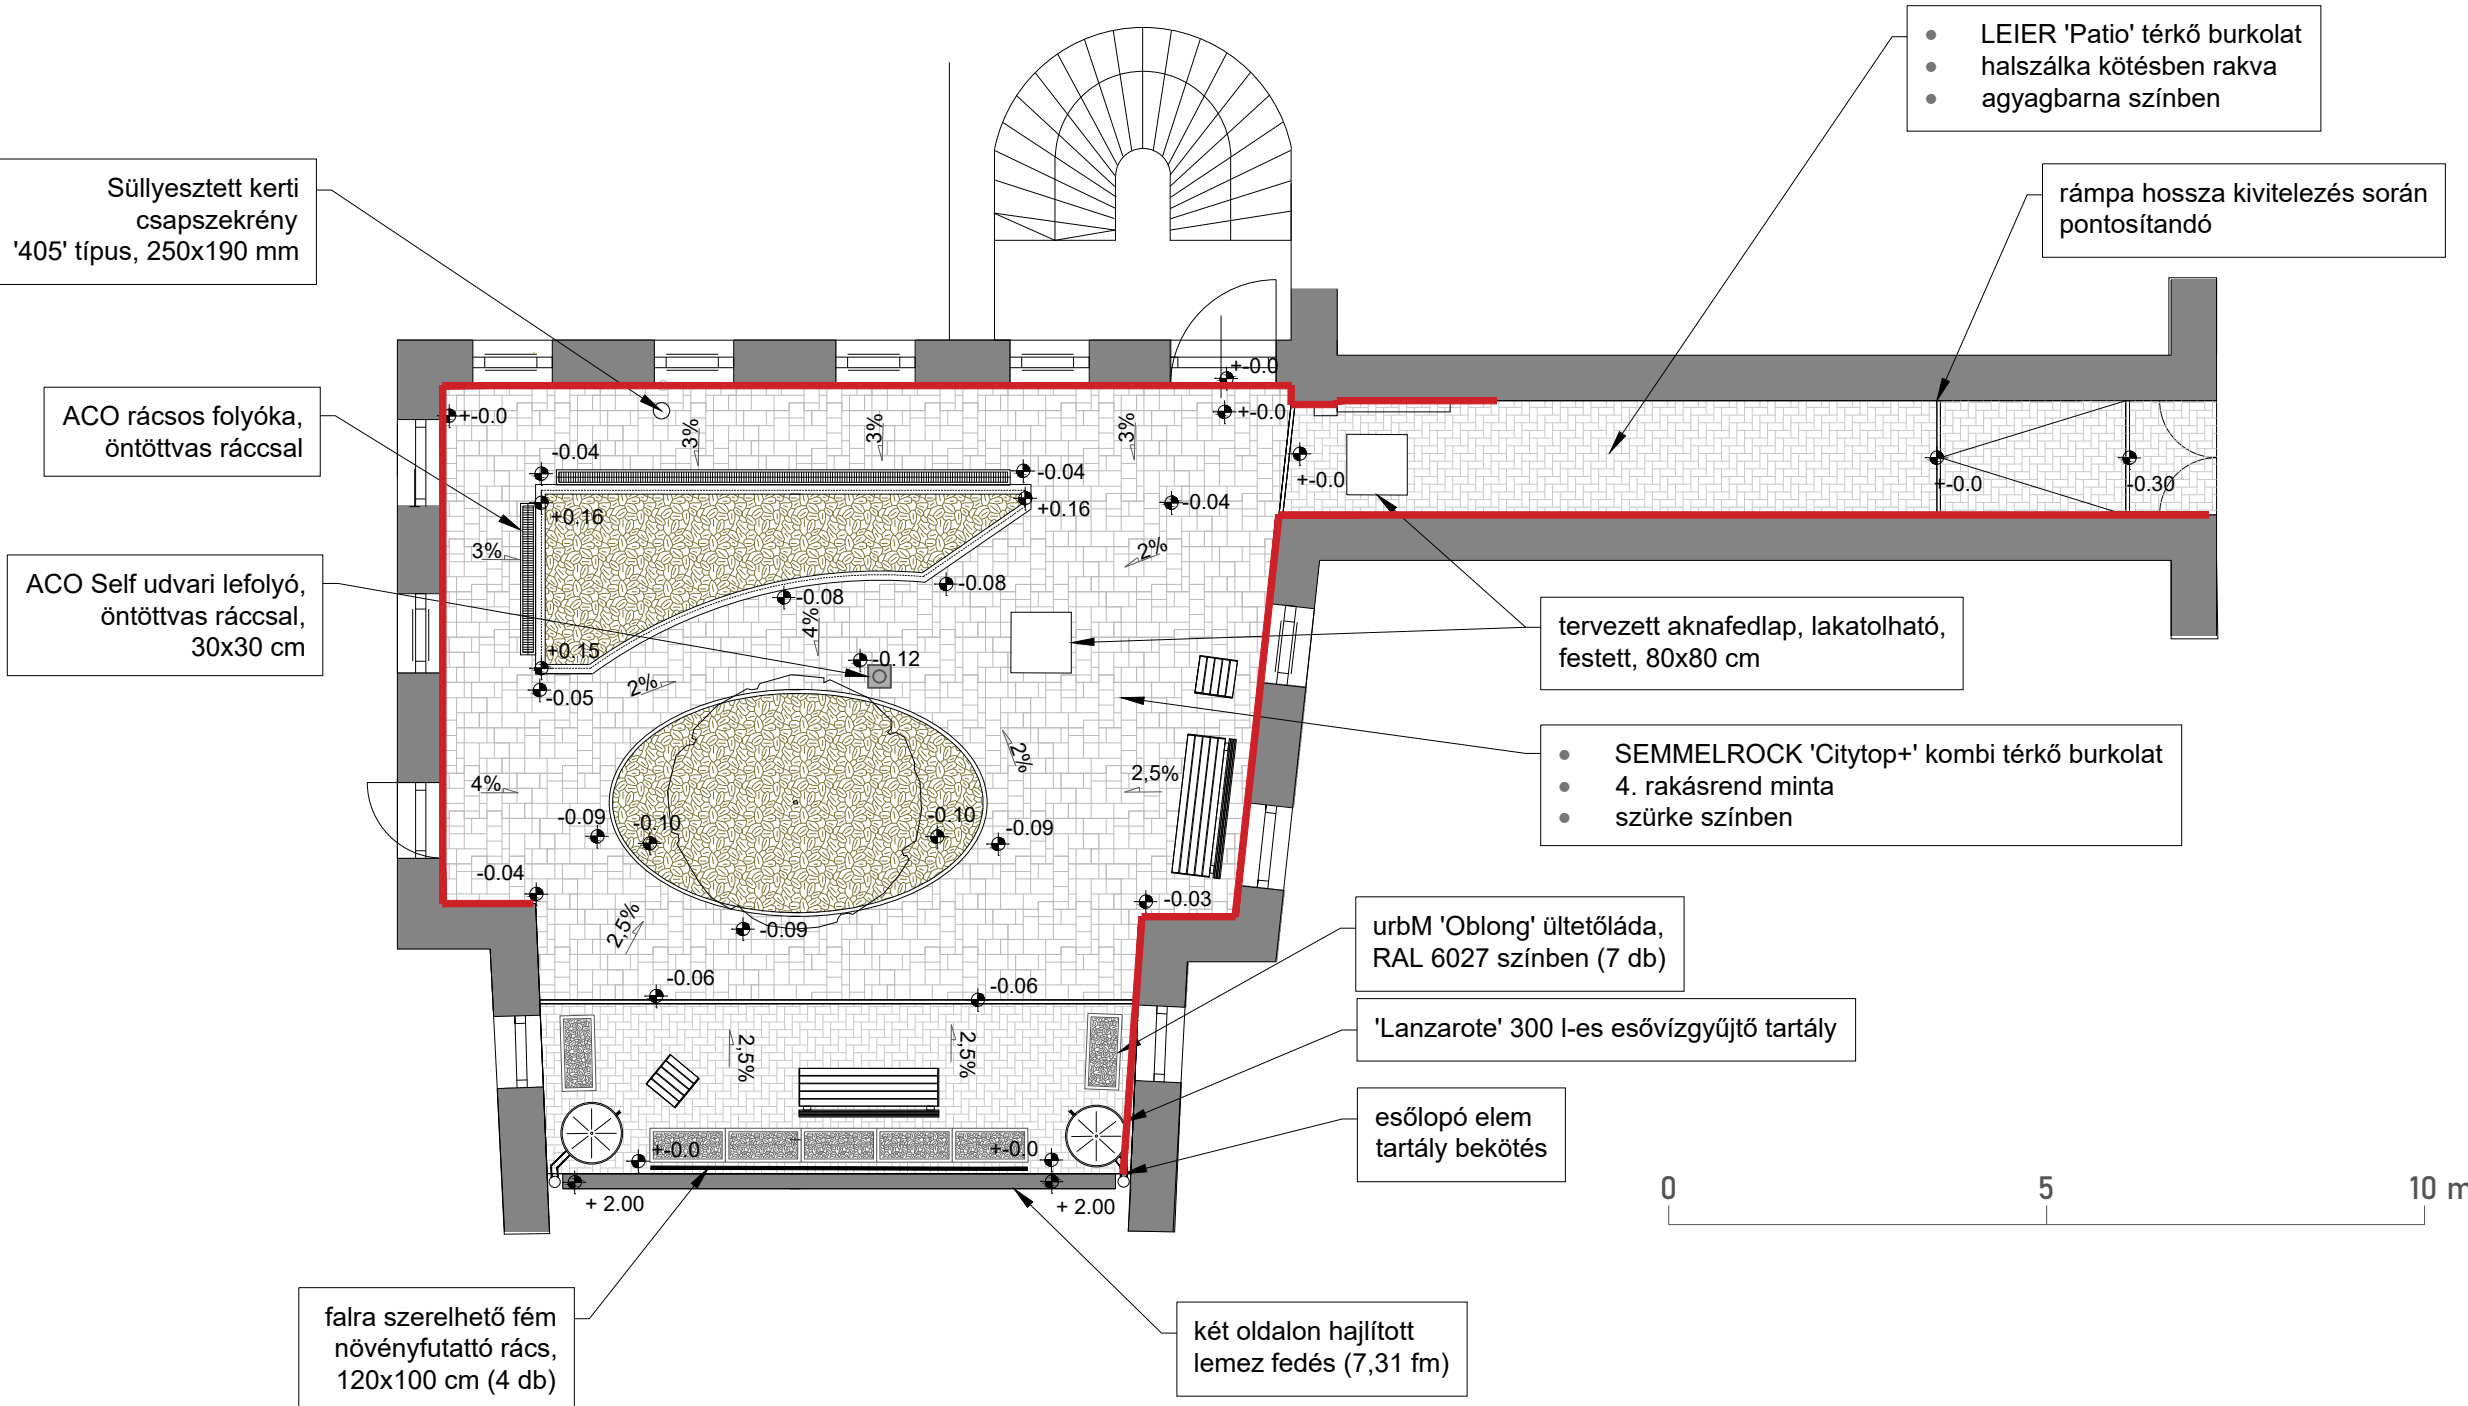 • LEIER 'Patio' térkő burkolat
• halszálka kötésben rakva
• agyagbarna színben
Süllyesztett kerti
csapszekrény
'405' típus, 250x190 mm
rámpa hossza kivitelezés során
pontosítandó
ACO rácsos folyóka,
öntöttvas ráccsal
ACO Self udvari lefolyó,
öntöttvas ráccsal,
30x30 cm
+-0.0
+-0.0
+-0.0
3%
3%
3%
-0.04
-0.04
+-0.0
+-0.0
-0.30
+0.16
+0.16
-0.04
3%
2%
-0.08
-0.08
4%
+0.15
-0.12
-0.05
2%
tervezett aknafedlap, lakatolható,
festett, 80x80 cm
• SEMMELROCK 'Citytop+' kombi térkő burkolat
• 4. rakásrend minta
• szürke színben
2%
2,5%
4%
-0.09
-0.10
-0.10
-0.09
-0.04
-0.03
2,5%
-0.09
-0.06
-0.06
urbM 'Oblong' ültetőláda,
RAL 6027 színben (7 db)
'Lanzarote' 300 l-es esővízgyűjtő tartály
2,5%
2,5%
esőlopó elem
tartály bekötés
+-0.0
+-0.0
+ 2.00
+ 2.00
0
5
10 m
falra szerelhető fém
növényfutattó rács,
120x100 cm (4 db)
két oldalon hajlított
lemez fedés (7,31 fm)